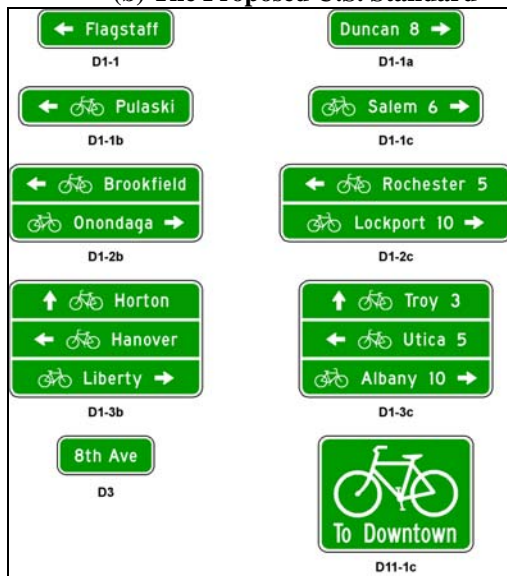 (b) The Proposed U.S. Standard
Flagstaff
Duncan 8
D1-1
D1-1a
Pulaski
Salem 6
D1-1b
D1-1c
Brookfield
Rochester 5
Onondaga
Lockport 10
D1-2b
D1-2c
Horton
Troy 3
Hanover
Utica 5
Liberty
Albany 10
D1-3b
D1-3c
8th Ave
D3
To Downtown
D11-1c